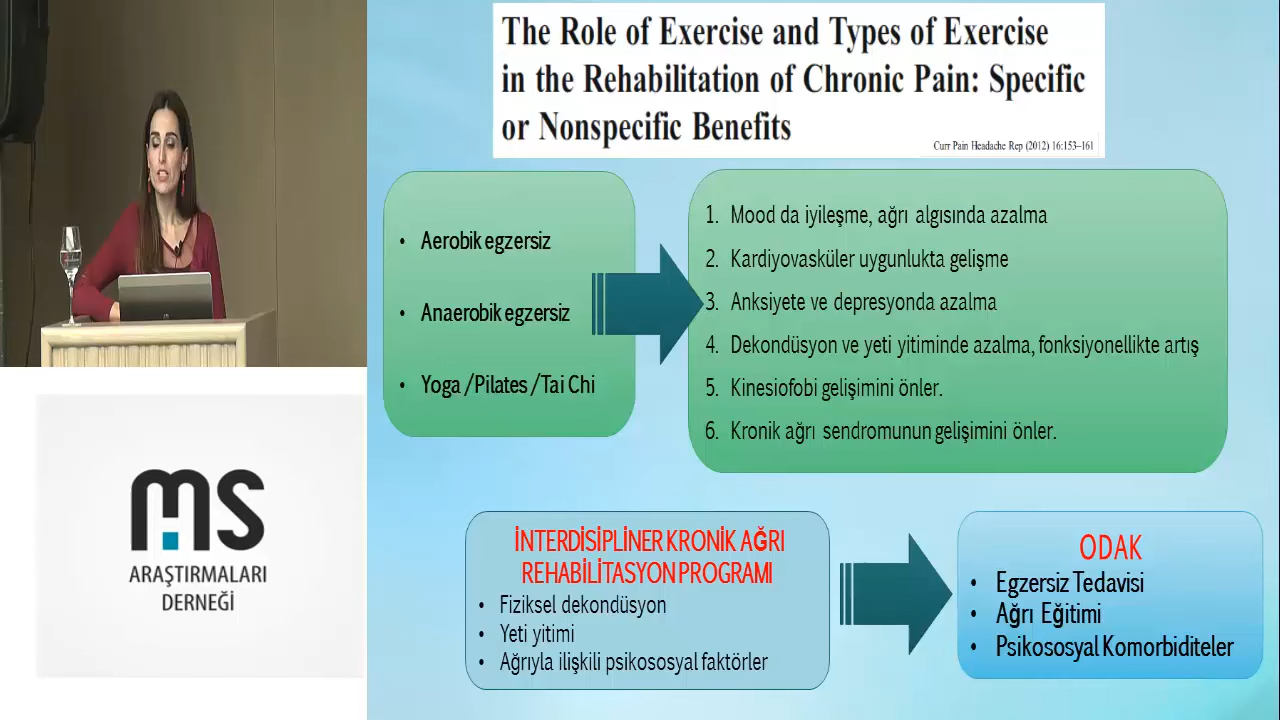 The Role of Exercise and Types of Exercise
in the Rehabilitation of Chronic Pain: Specific
or Nonspecific Benefits
Curr Pain Headache Rep (2012) 16:153–161
• Aerobik egzersiz
• Anaerobik egzersiz
• Yoga /Pilates /Tai Chi
1. Mood da iyileşme, ağrı algısında azalma
2. Kardiyovasküler uygunlukta gelişme
3. Anksiyete ve depresyonda azalma
4. Dekondüsyon ve yeti yitiminde azalma, fonksiyonellikte artış
5. Kinesiofobi gelişimini önler.
6. Kronik ağrı sendromunun gelişimini önler.
İNTERDİSİPLİNER KRONİK AĞRI
REHABİLİTASYON PROGRAMI
• Fiziksel dekondüsyon
• Yeti yitimi
• Ağrıyla ilişkili psikososyal faktörler
ODAK
• Egzersiz Tedavisi
• Ağrı Eğitimi
• Psikososyal Komorbiditeler
MS
ARAŞTIRMALARI
DERNEĞİ